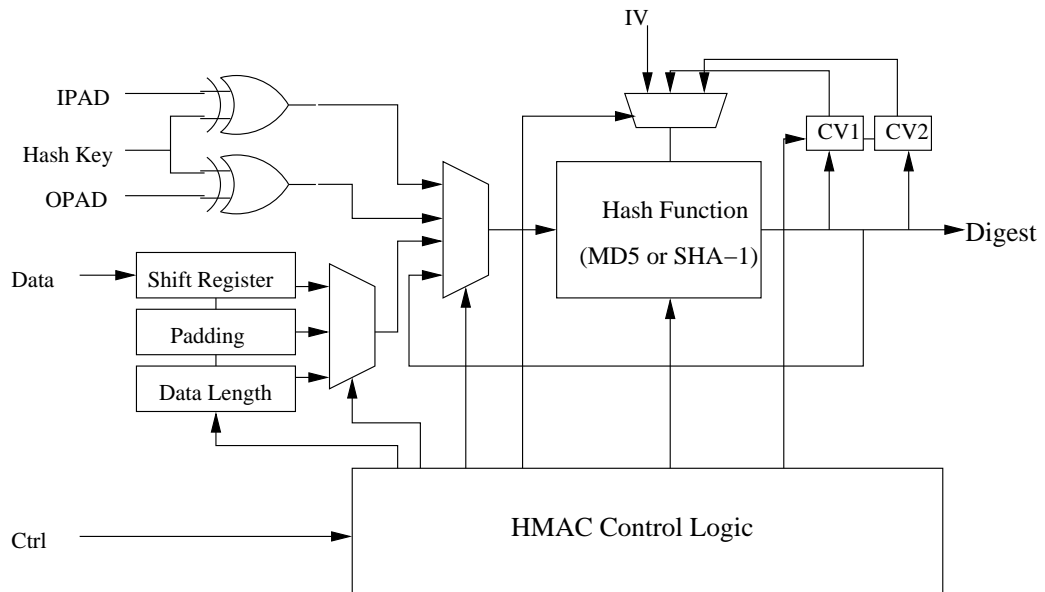 IV
IPAD
CV1
CV2
Hash Key
OPAD
Hash Function
(MD5 or SHA−1)
Digest
Data
Shift Register
Padding
Data Length
Ctrl
HMAC Control Logic